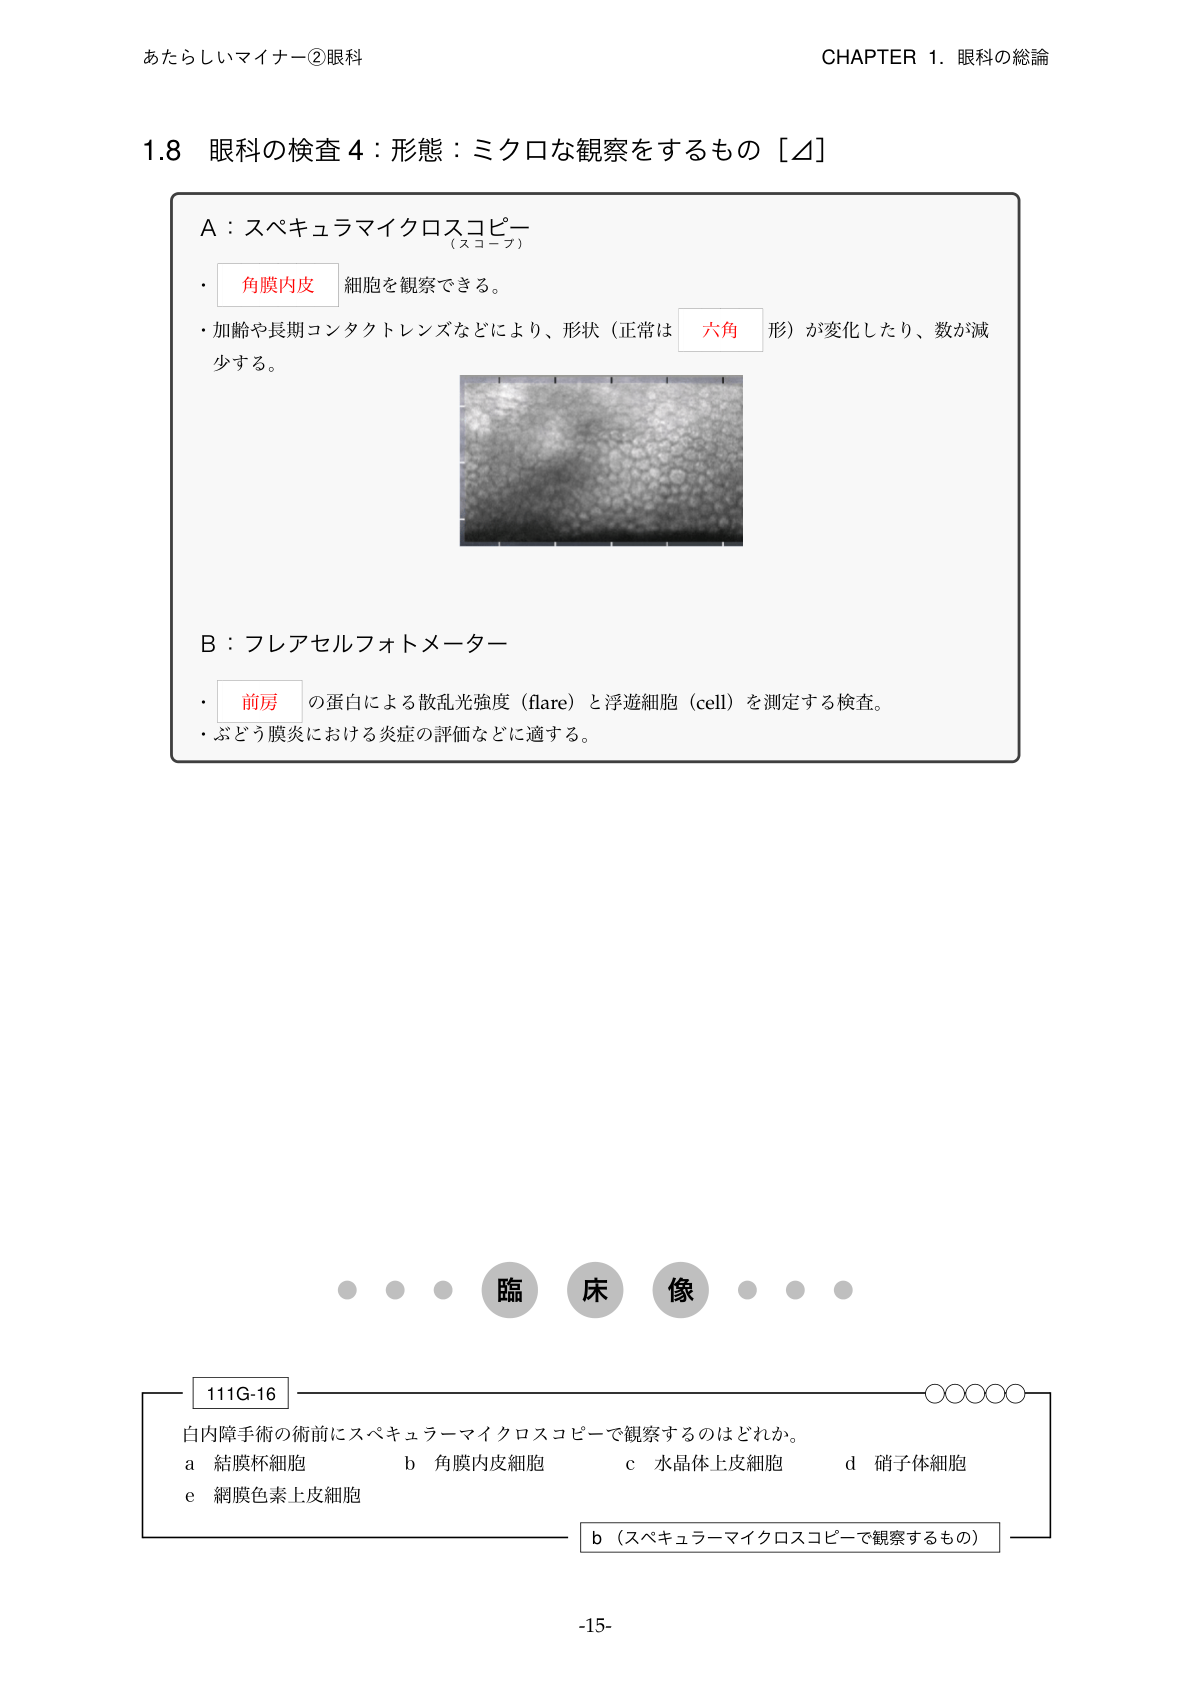 あたらしいマイナー②眼科
CHAPTER 1. 眼科の総論
1.8 眼科の検査 4：形態：ミクロな観察をするもの［⊿］
A：スペキュラマイクロスコピー
（スコープ）
・ 角膜内皮 細胞を観察できる。
・加齢や長期コンタクトレンズなどにより、形状（正常は 六角 形）が変化したり、数が減
少する。
B：フレアセルフォトメーター
・ 前房 の蛋白による散乱光強度（flare）と浮遊細胞（cell）を測定する検査。
・ぶどう膜炎における炎症の評価などに適する。
臨 床 像
111G-16
白内障手術の術前にスペキュラーマイクロスコピーで観察するのはどれか。
a 結膜杯細胞 b 角膜内皮細胞 c 水晶体上皮細胞 d 硝子体細胞
e 網膜色素上皮細胞
b （スペキュラーマイクロスコピーで観察するもの）
-15-